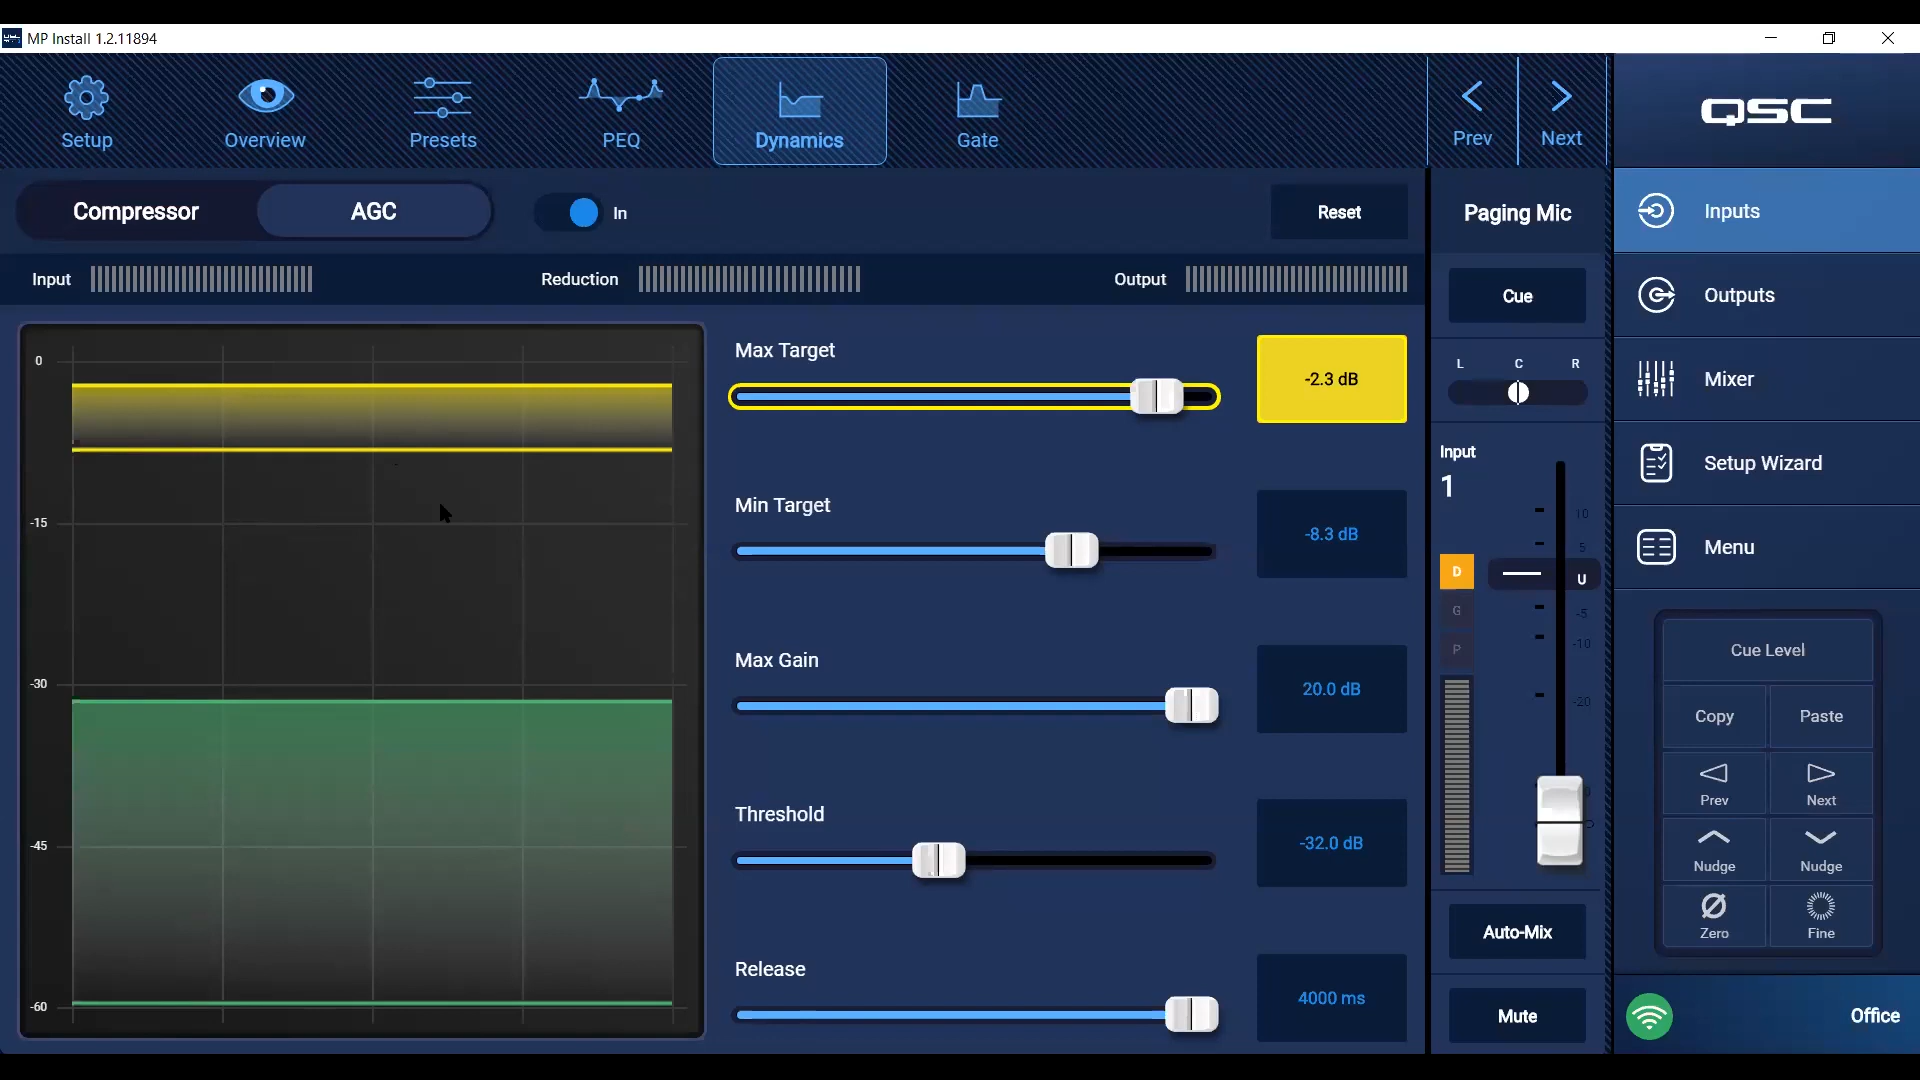 MP Install 1.2.11894
Setup
Overview
Presets
PEQ
Dynamics
Gate
Prev
Next
QSC
Compressor
AGC
In
Reset
Paging Mic
Inputs
Input
Reduction
Output
Cue
Outputs
0
-15
-30
-45
-60
Max Target
-2.3 dB
Min Target
-8.3 dB
Max Gain
20.0 dB
Threshold
-32.0 dB
Release
4000 ms
L C R
Input
1
10
5
U
-5
-10
-20
D
G
P
Auto-Mix
Mute
Mixer
Setup Wizard
Menu
Cue Level
Copy
Paste
Prev
Next
Nudge
Nudge
Zero
Fine
Office